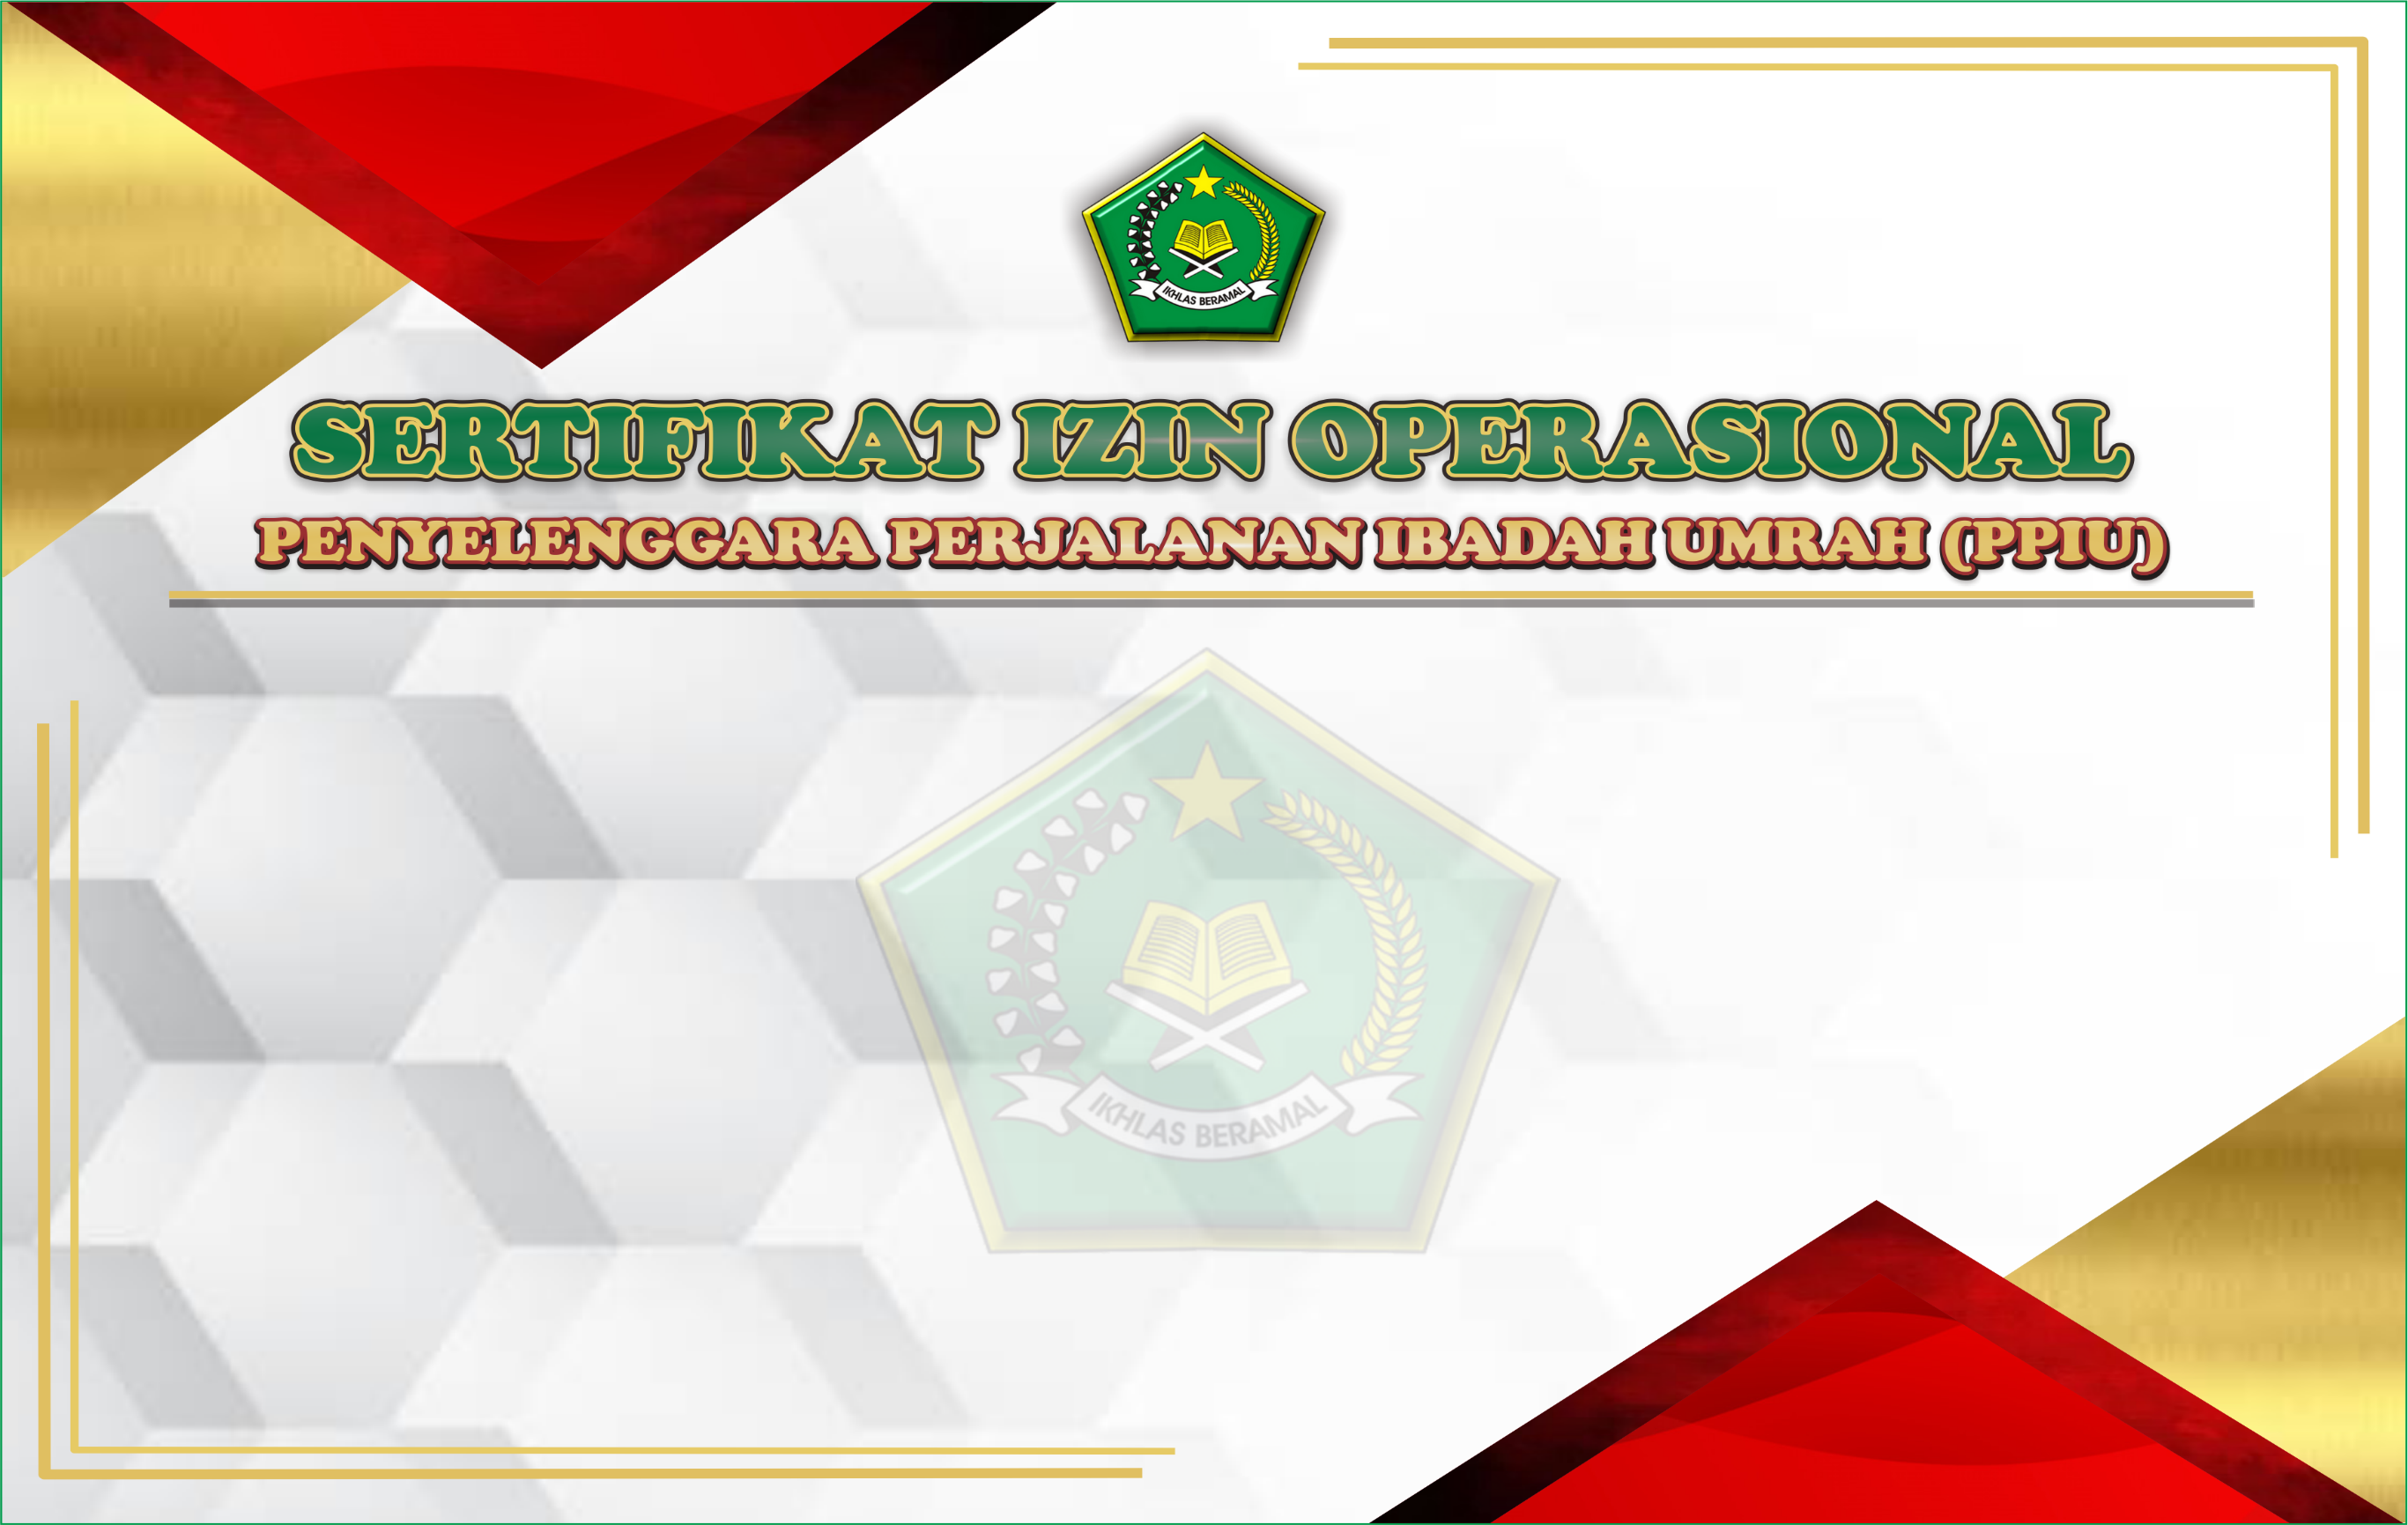 IKHLAS BERAMAL
SERTIFIKAT IZIN OPERASIONAL
PENYELENGGARA PERJALANAN IBADAH UMRAH (PPIU)
IKHLAS BERAMAL